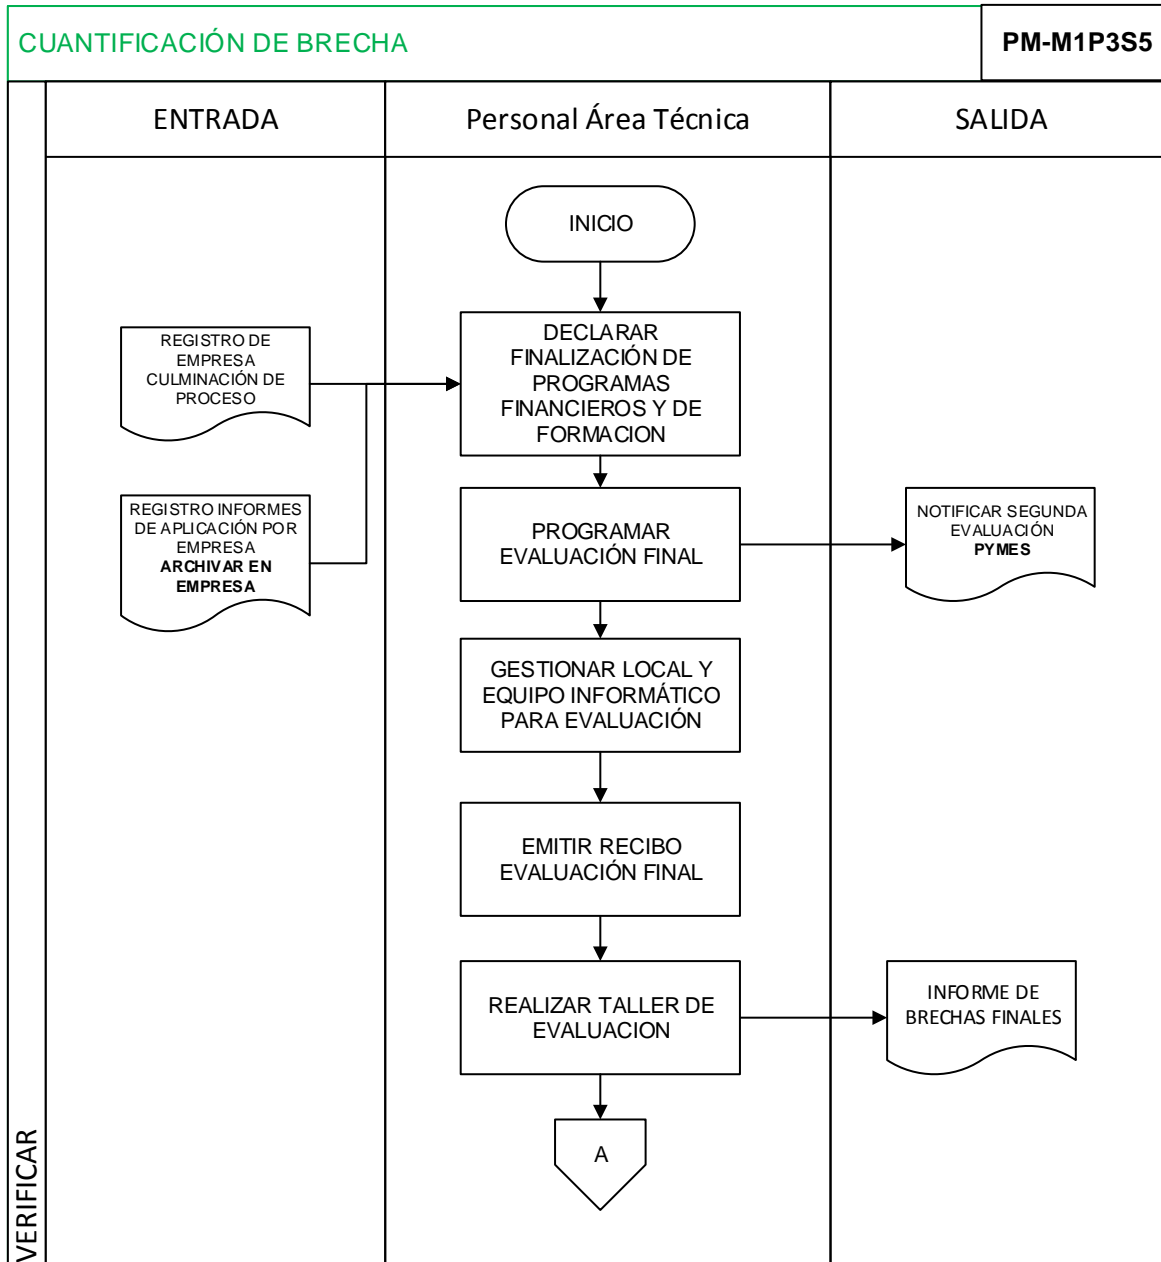 CUANTIFICACIÓN DE BRECHA
PM-M1P3S5
ENTRADA
Personal Área Técnica
SALIDA
INICIO
REGISTRO DE
EMPRESA
CULMINACIÓN DE
PROCESO
DECLARAR
FINALIZACIÓN DE
PROGRAMAS
FINANCIEROS Y DE
FORMACION
REGISTRO INFORMES
DE APLICACIÓN POR
EMPRESA
ARCHIVAR EN
EMPRESA
PROGRAMAR
EVALUACIÓN FINAL
NOTIFICAR SEGUNDA
EVALUACIÓN
PYMES
GESTIONAR LOCAL Y
EQUIPO INFORMÁTICO
PARA EVALUACIÓN
EMITIR RECIBO
EVALUACIÓN FINAL
REALIZAR TALLER DE
EVALUACION
INFORME DE
BRECHAS FINALES
A
VERIFICAR